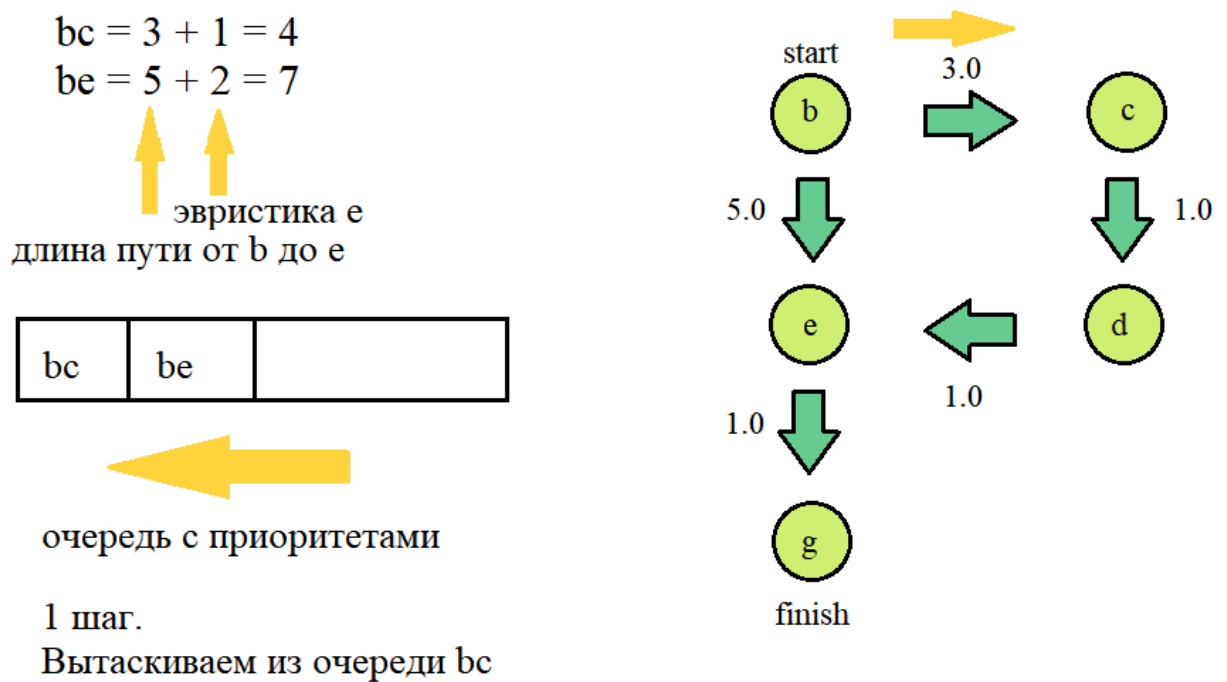 bc = 3 + 1 = 4
be = 5 + 2 = 7
эвристика e
длина пути от b до e
bc be
очередь с приоритетами
1 шаг.
Вытаскиваем из очереди bc
start
3.0
b
c
5.0
1.0
e
d
1.0
1.0
g
finish